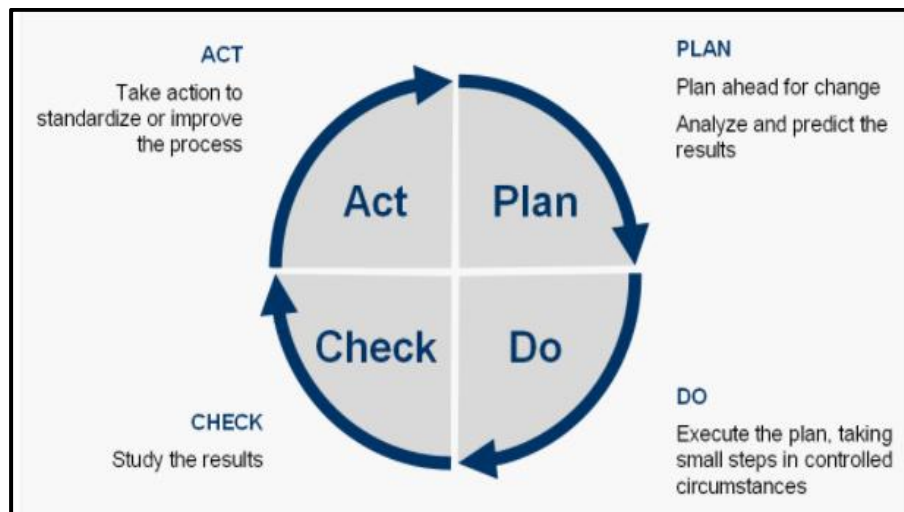 ACT
Take action to
standardize or improve
the process
PLAN
Plan ahead for change
Analyze and predict the
results
Act
Plan
Check
Do
CHECK
Study the results
DO
Execute the plan, taking
small steps in controlled
circumstances